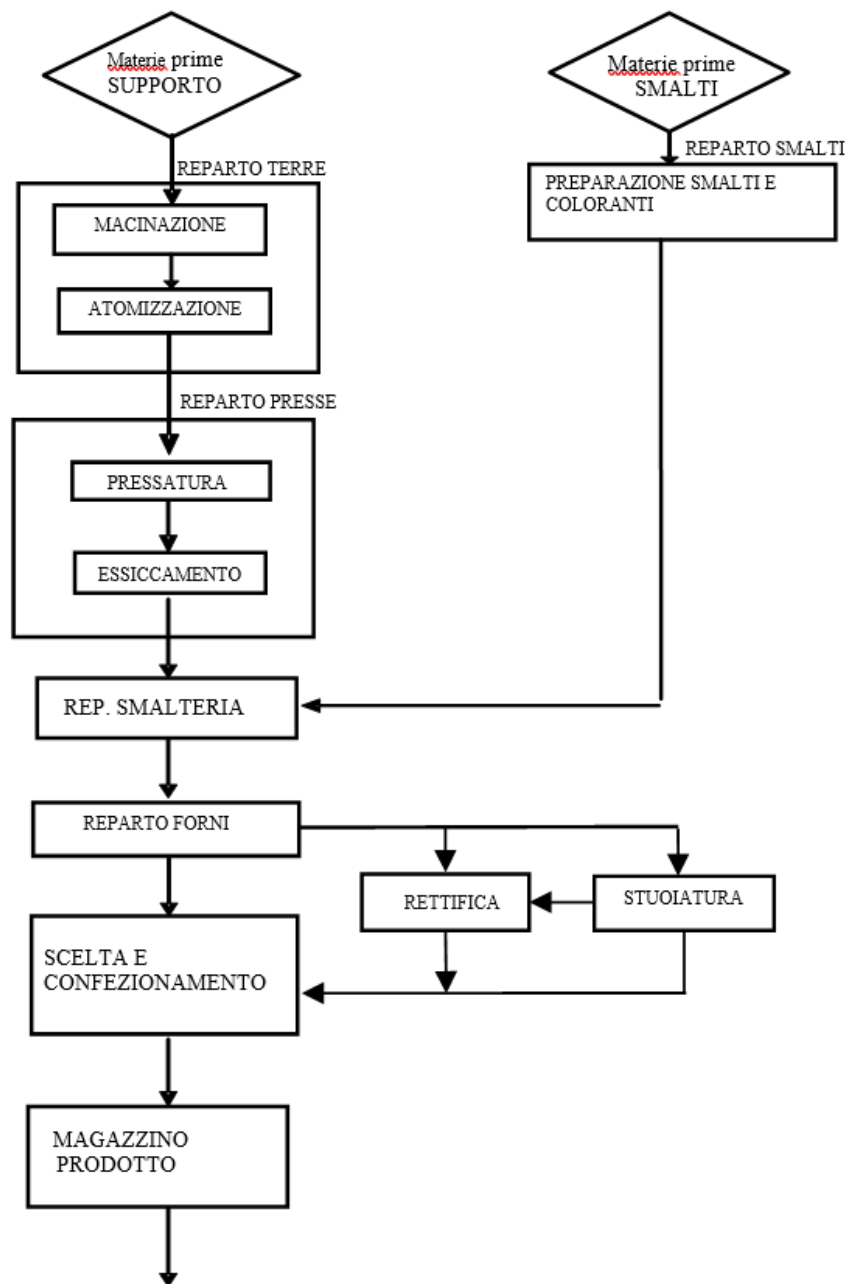 Materie prime
SUPPORTO
Materie prime
SMALTI
REPARTO SMALTI
REPARTO TERRE
PREPARAZIONE SMALTI E
COLORANTI
MACINAZIONE
ATOMIZZAZIONE
REPARTO PRESSE
PRESSATURA
ESSICCAMENTO
REP. SMALTERIA
REPARTO FORNI
RETTIFICA
STUOIATURA
SCELTA E
CONFEZIONAMENTO
MAGAZZINO
PRODOTTO